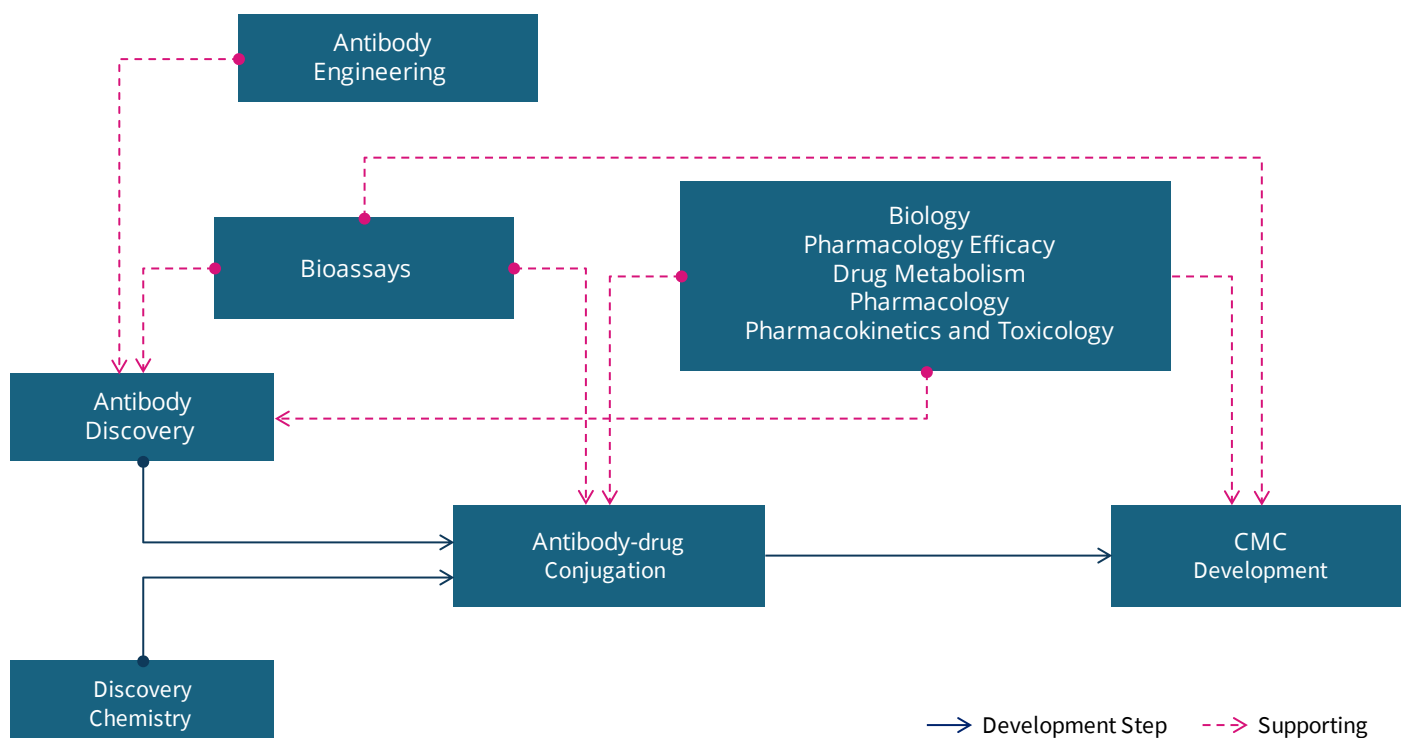 Antibody
Engineering
Bioassays
Biology
Pharmacology Efficacy
Drug Metabolism
Pharmacology
Pharmacokinetics and Toxicology
Antibody
Discovery
Antibody-drug
Conjugation
CMC
Development
Discovery
Chemistry
Development Step
Supporting